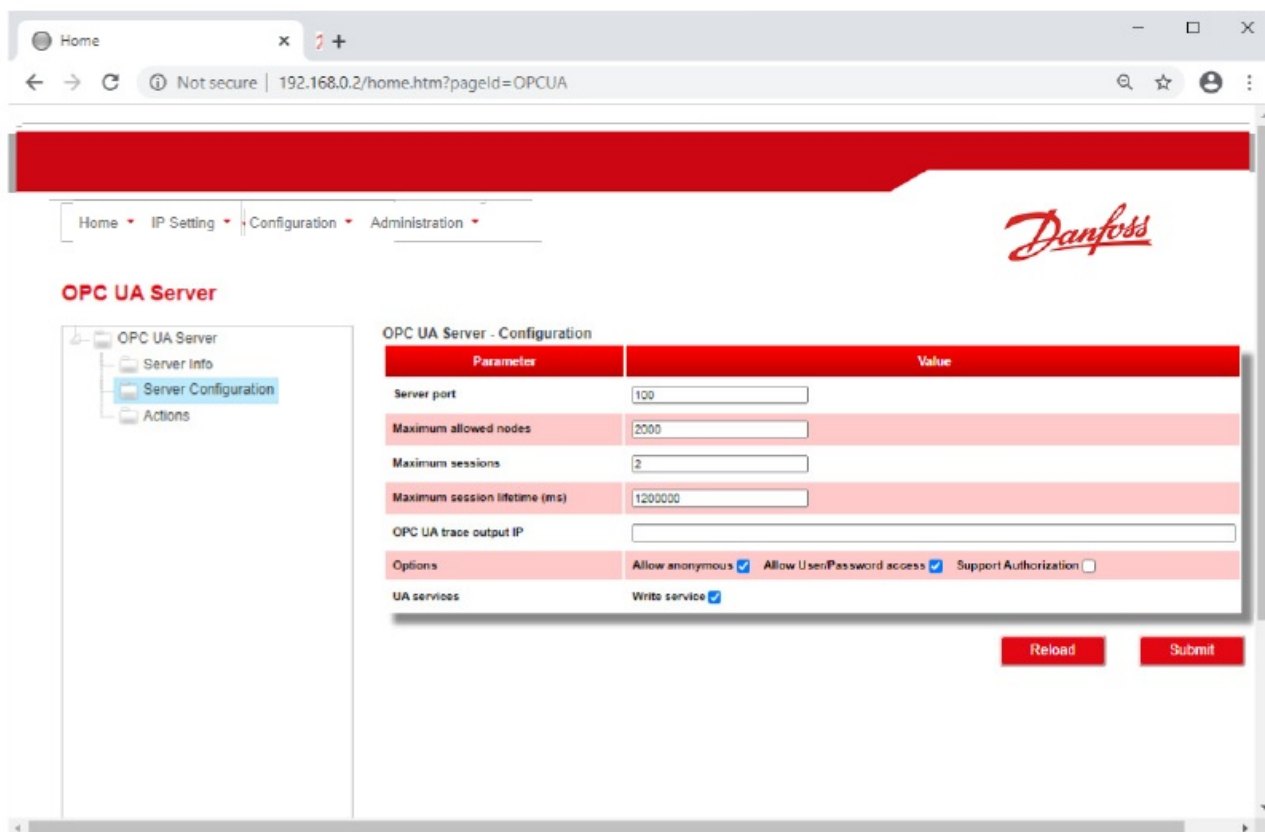 Home
Not secure | 192.168.0.2/home.htm?pageId=OPCUA
Home IP Setting Configuration Administration
Danfoss
OPC UA Server
OPC UA Server
Server Info
Server Configuration
Actions
OPC UA Server - Configuration
Parameter Value
Server port 100
Maximum allowed nodes 2000
Maximum sessions 2
Maximum session lifetime (ms) 1200000
OPC UA trace output IP
Options Allow anonymous Allow User/Password access Support Authorization
UA services Write service
Reload Submit